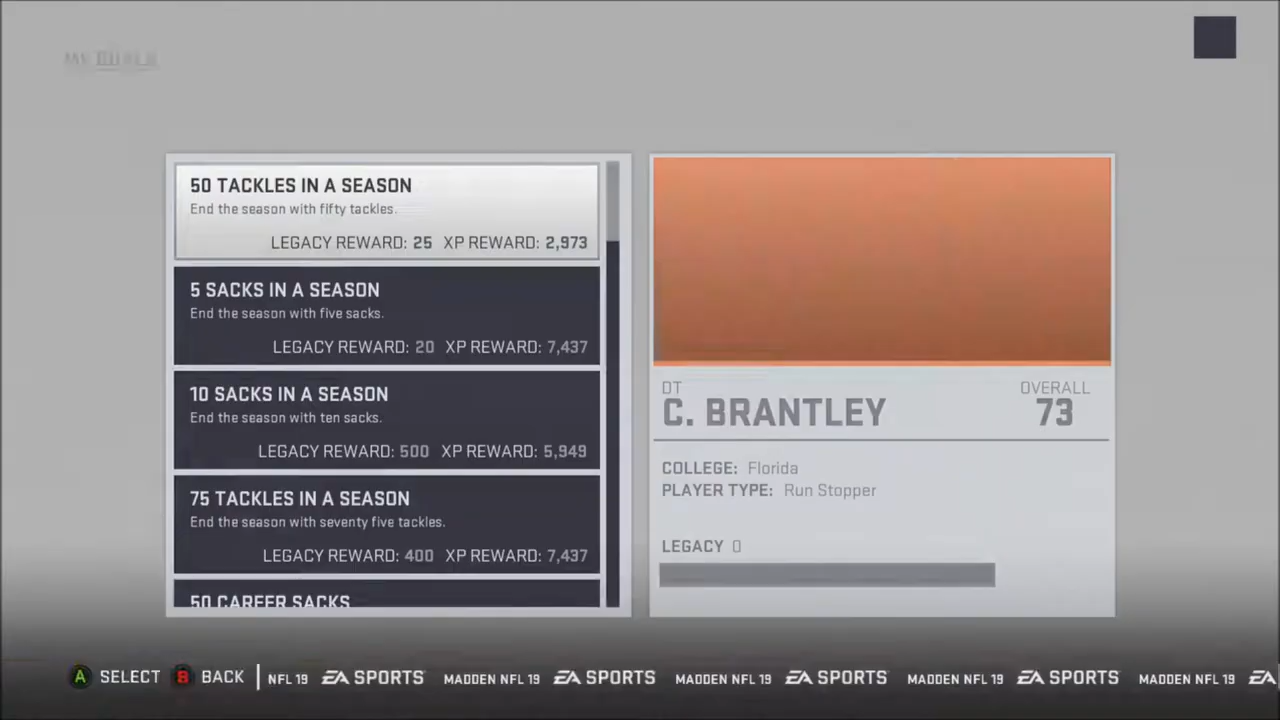 50 TACKLES IN A SEASON
End the season with fifty tackles.
LEGACY REWARD: 25 XP REWARD: 2,973
5 SACKS IN A SEASON
End the season with five sacks.
LEGACY REWARD: 20 XP REWARD: 7,437
10 SACKS IN A SEASON
End the season with ten sacks.
LEGACY REWARD: 500 XP REWARD: 5,949
75 TACKLES IN A SEASON
End the season with seventy five tackles.
LEGACY REWARD: 400 XP REWARD: 7,437
50 CAREER SACKS
DT OVERALL
C. BRANTLEY 73
COLLEGE: Florida
PLAYER TYPE: Run Stopper
LEGACY 0
A SELECT B BACK NFL 19 EA SPORTS MADDEN NFL 19 EA SPORTS MADDEN NFL 19 EA SPORTS MADDEN NFL 19 EA SPORTS MADDEN NFL 19 EA